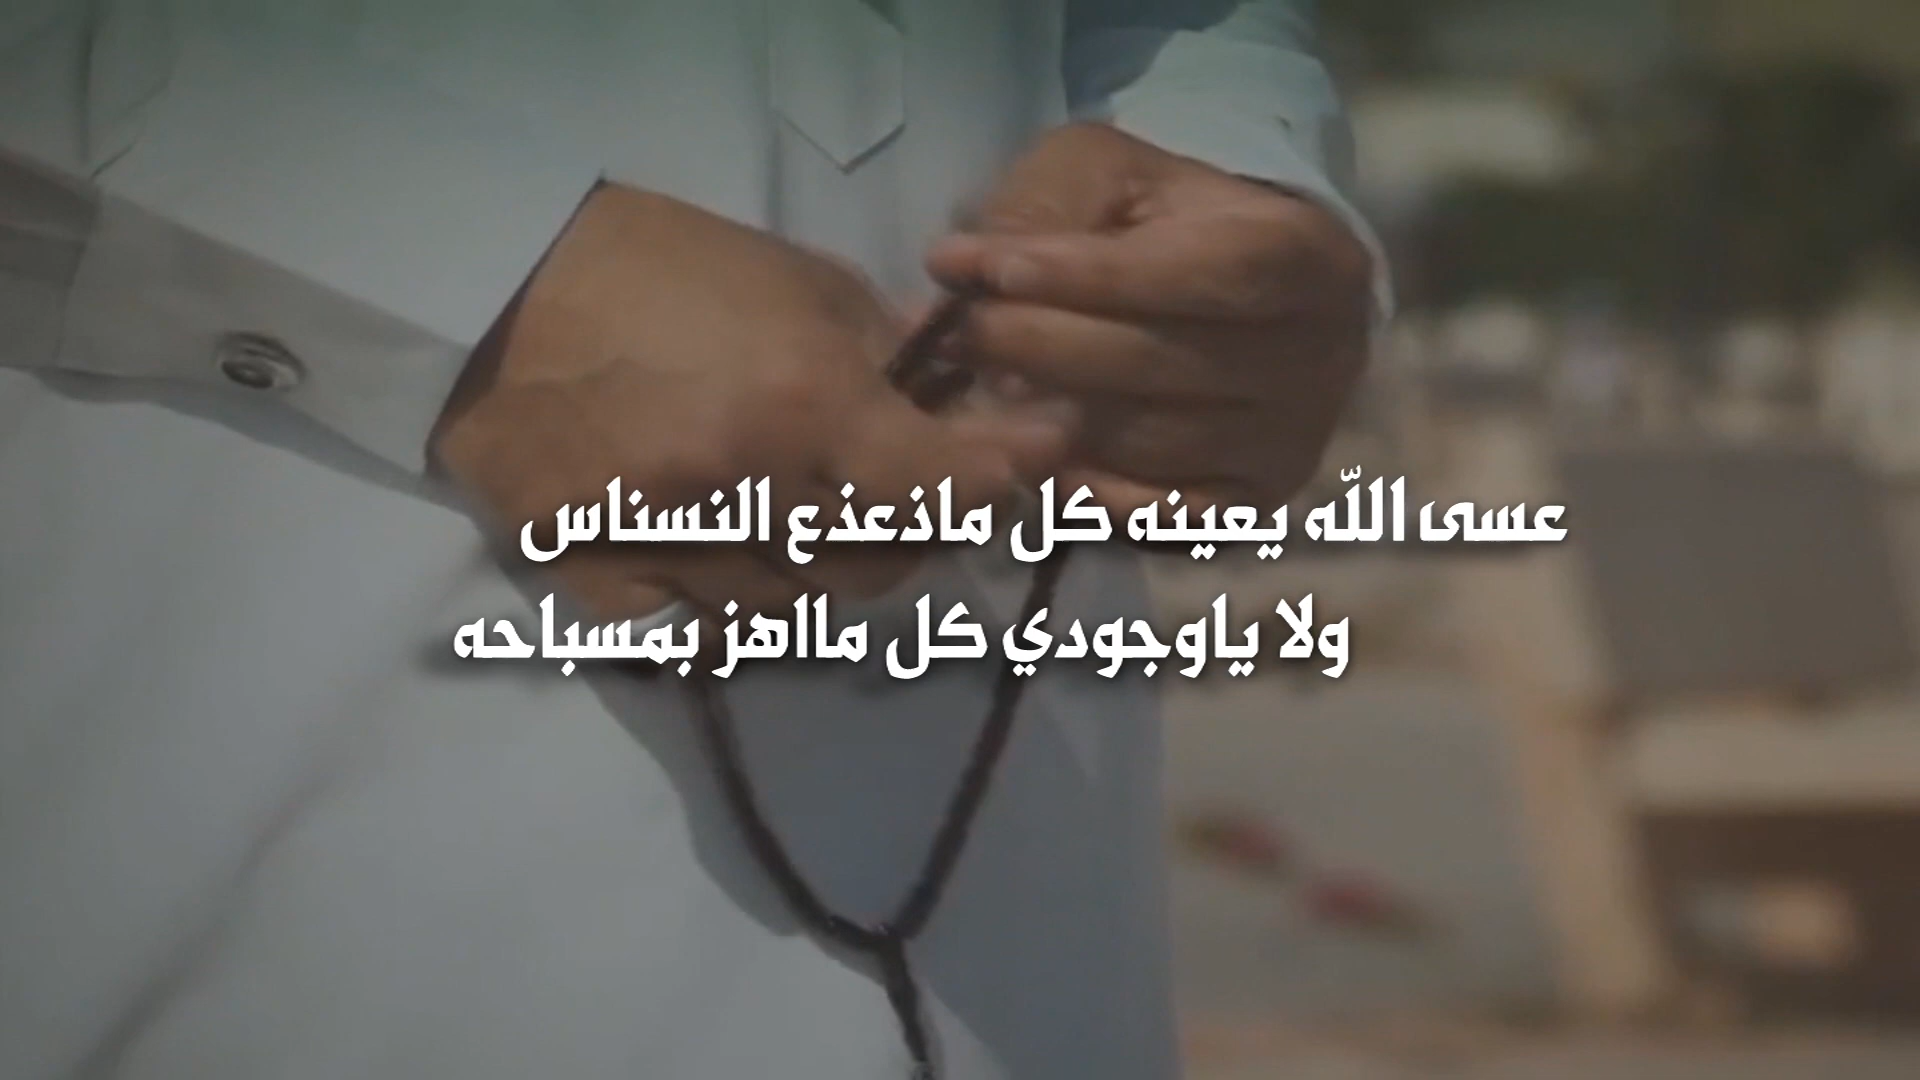 عسى اللّه يعينه كل ماذعذع النسناس
ولا ياوجودي كل مااهز بمسباحه